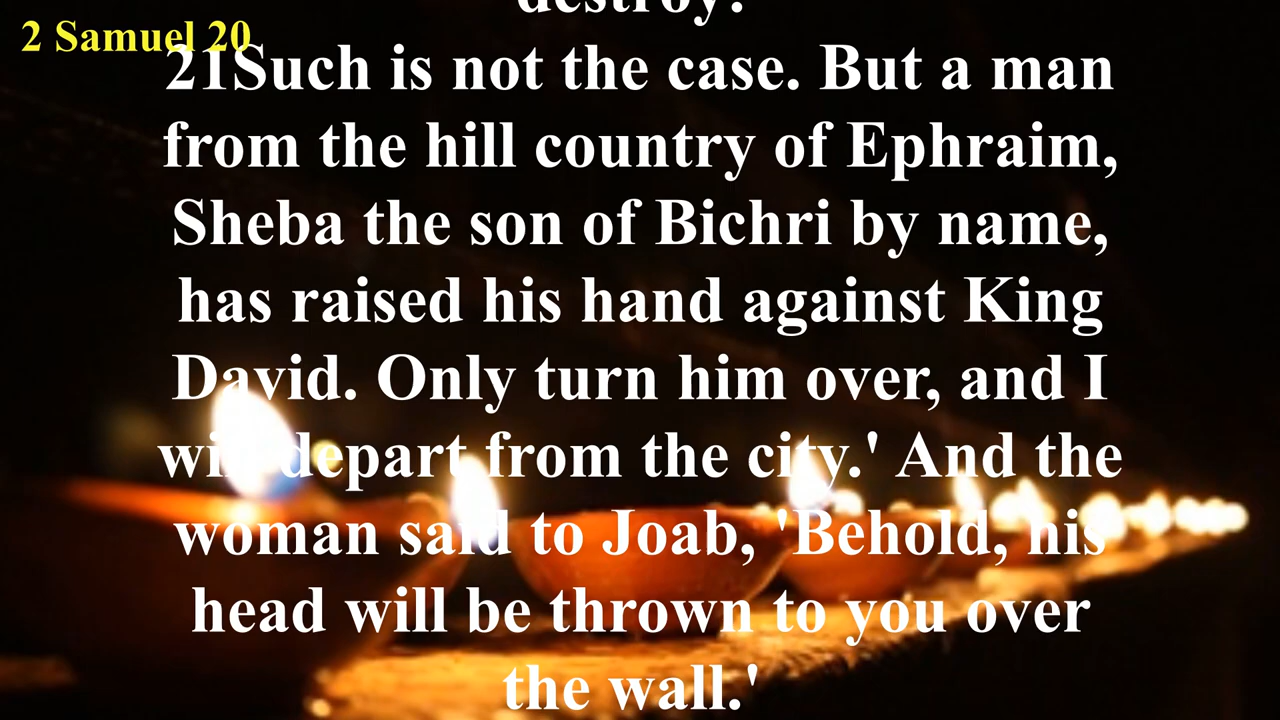 destroy!
2 Samuel 20
21Such is not the case. But a man
from the hill country of Ephraim,
Sheba the son of Bichri by name,
has raised his hand against King
David. Only turn him over, and I
will depart from the city.' And the
woman said to Joab, 'Behold, his
head will be thrown to you over
the wall.'